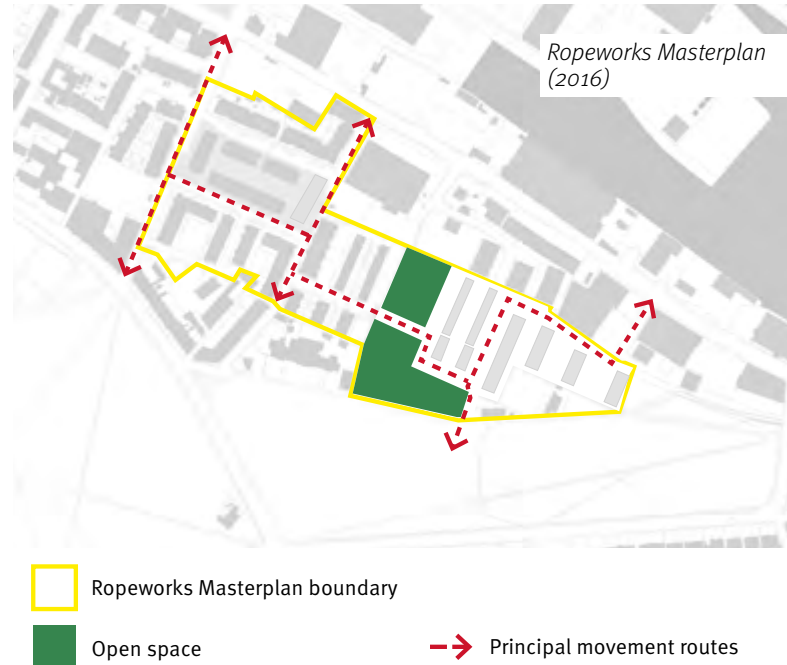 Ropeworks Masterplan
(2016)
Ropeworks Masterplan boundary
Open space
Principal movement routes